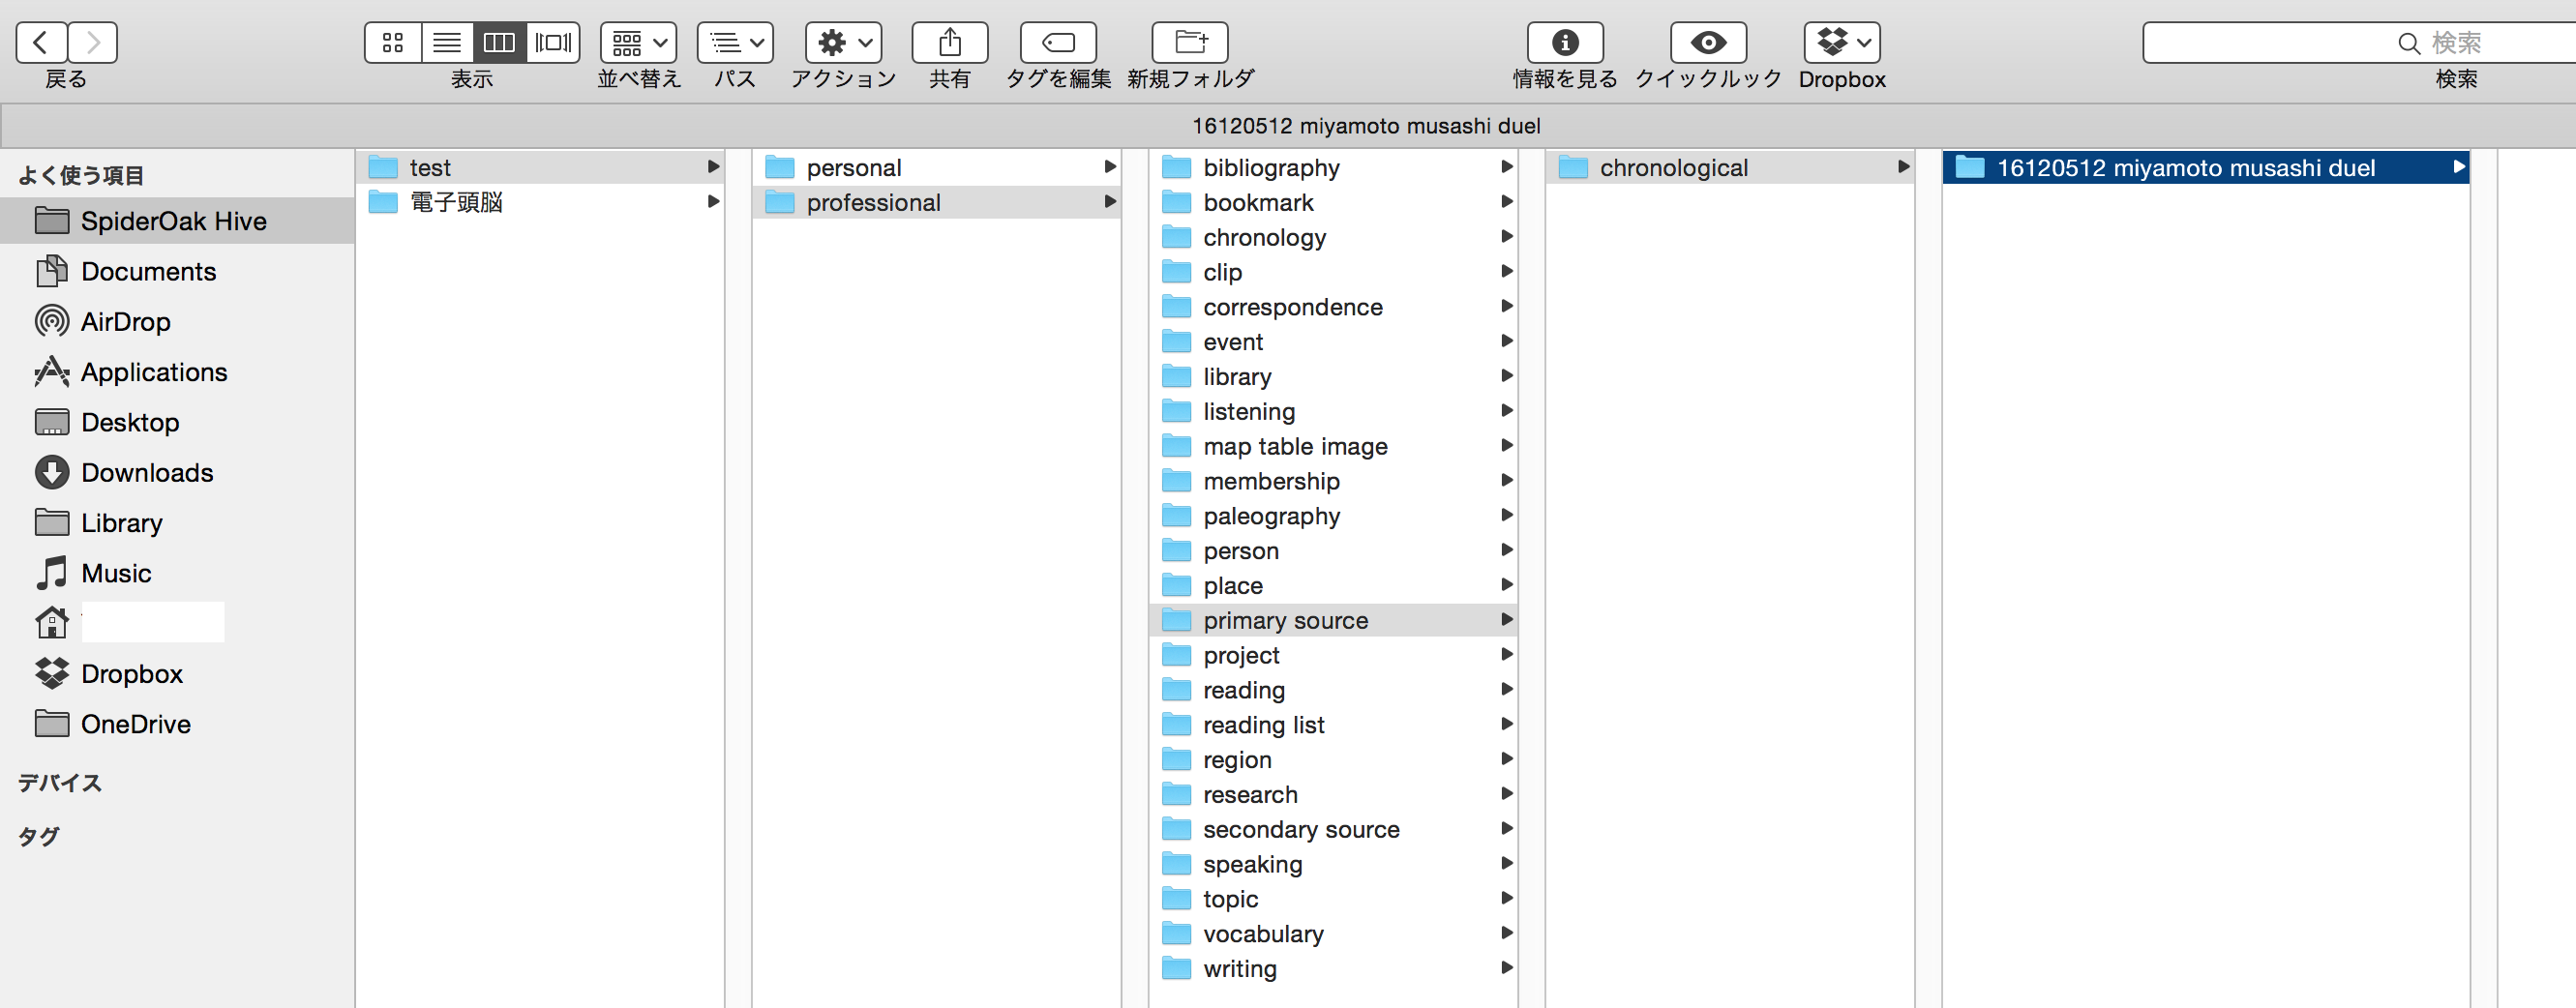 戻る
表示
並べ替え
パス
アクション
共有
タグを編集
新規フォルダ
情報を見る
クイックルック
Dropbox
検索
検索
16120512 miyamoto musashi duel
よく使う項目
SpiderOak Hive
Documents
AirDrop
Applications
Desktop
Downloads
Library
Music
Dropbox
OneDrive
デバイス
タグ
test
電子頭脳
personal
professional
bibliography
bookmark
chronology
clip
correspondence
event
library
listening
map table image
membership
paleography
person
place
primary source
project
reading
reading list
region
research
secondary source
speaking
topic
vocabulary
writing
chronological
16120512 miyamoto musashi duel